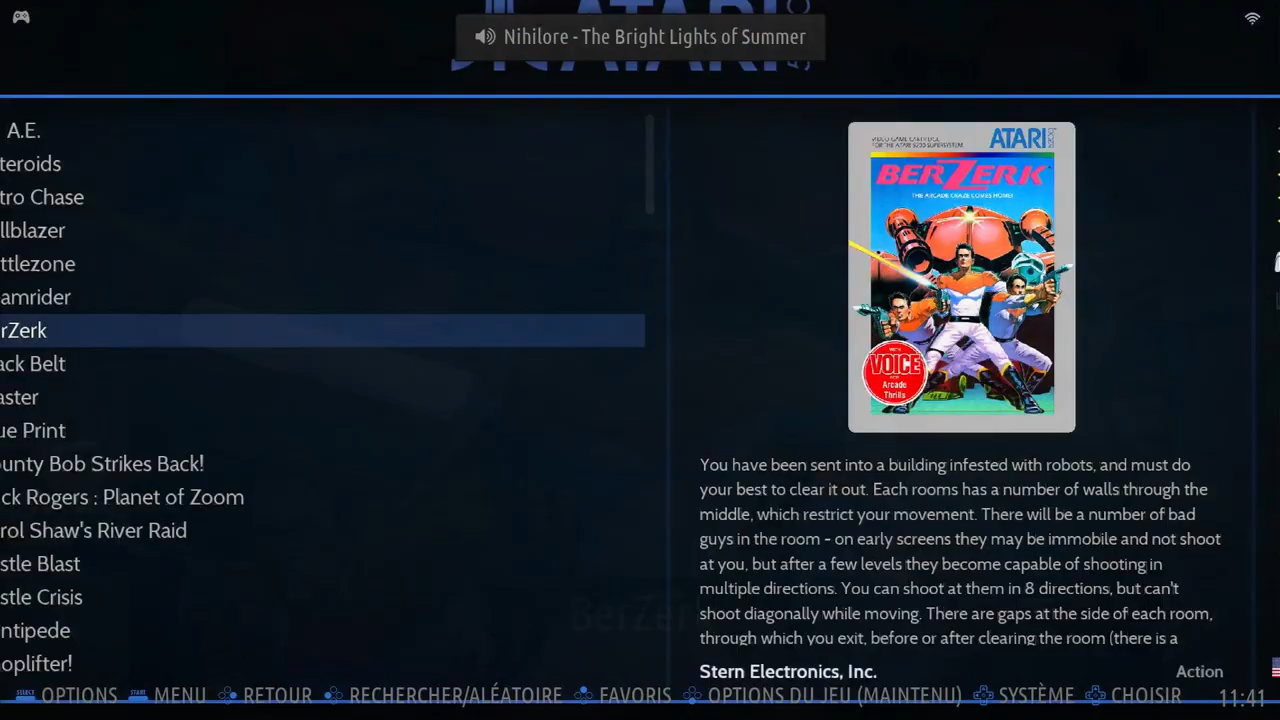 Nihilore - The Bright Lights of Summer
ATARI
A.E.
teroids
tro Chase
llblazer
ttlezone
amrider
rZerk
ack Belt
aster
ue Print
unty Bob Strikes Back!
ck Rogers : Planet of Zoom
rol Shaw's River Raid
stle Blast
stle Crisis
ntipede
oplifter!
VIDEO GAME CARTRIDGE
FOR THE ATARI 5200 SUPERSYSTEM
ATARI
BERZERK
THE ARCADE CRAZE COMES HOME!
VOICE
Arcade
Thrills
You have been sent into a building infested with robots, and must do
your best to clear it out. Each rooms has a number of walls through the
middle, which restrict your movement. There will be a number of bad
guys in the room - on early screens they may be immobile and not shoot
at you, but after a few levels they become capable of shooting in
multiple directions. You can shoot at them in 8 directions, but can't
shoot diagonally while moving. There are gaps at the side of each room,
through which you exit, before or after clearing the room (there is a
BerZer
Stern Electronics, Inc.
Action
SELECT OPTIONS START MENU RETOUR RECHERCHER/ALÉATOIRE FAVORIS OPTIONS DU JEU (MAINTENU) SYSTÈME CHOISIR 11:41